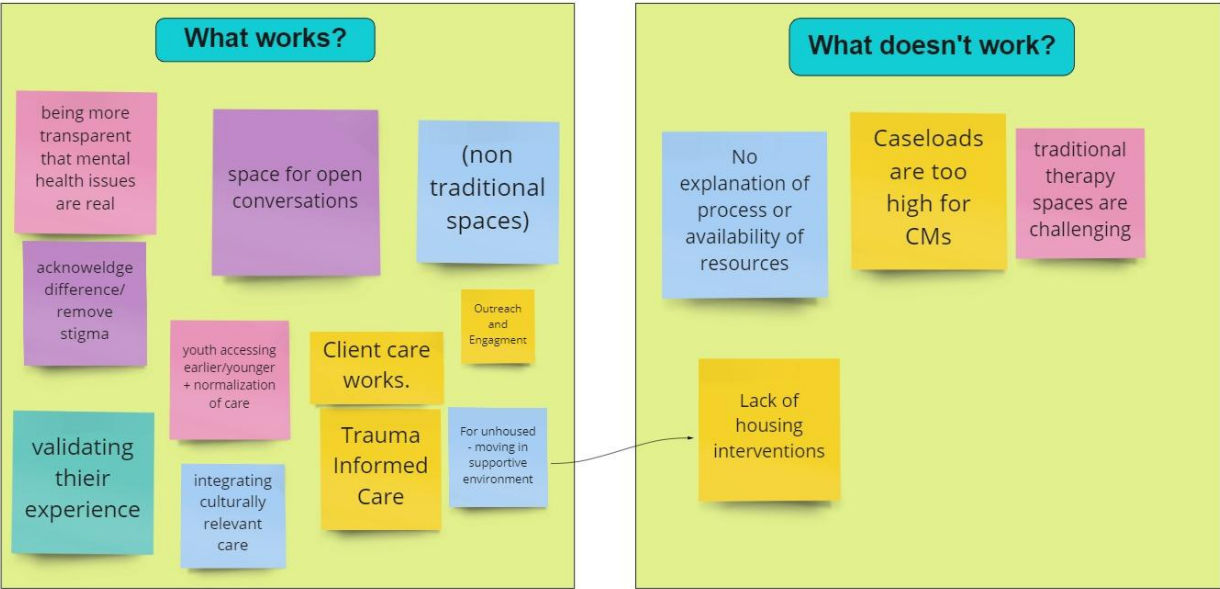 What works?
being more
transparent
that mental
health issues
are real
space for open
conversations
(non
traditional
spaces)
acknoweldge
difference/
remove
stigma
youth accessing
earlier/younger
+ normalization
of care
Client care
works.
Outreach
and
Engagment
validating
thieir
experience
integrating
culturally
relevant
care
Trauma
Informed
Care
For unhoused
- moving in
supportive
environment
What doesn't work?
No
explanation of
process or
availability of
resources
Caseloads
are too
high for
CMs
traditional
therapy
spaces are
challenging
Lack of
housing
interventions